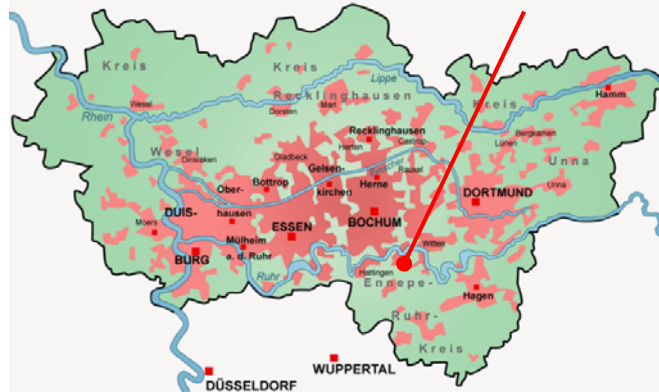 Kreis
Kreis
Recklinghausen
Lippe
Kreis
Hamm
Rhein
Wesel
Dorsten
Marl
Recklinghausen
Herten
Castrop-
Rauxel
Lünen
Bergkamen
Unna
Unna
Wesel
Dinslaken
Gladbeck
Gelsen-
kirchen
Emscher
Herne
Ober-
hausen
Bottrop
DORTMUND
DUIS-
BURG
Moers
ESSEN
BOCHUM
Mülheim
a. d. Ruhr
Ruhr
Hattingen
Witten
Ennepe-
Ruhr-
Kreis
Hagen
WUPPERTAL
DÜSSELDORF